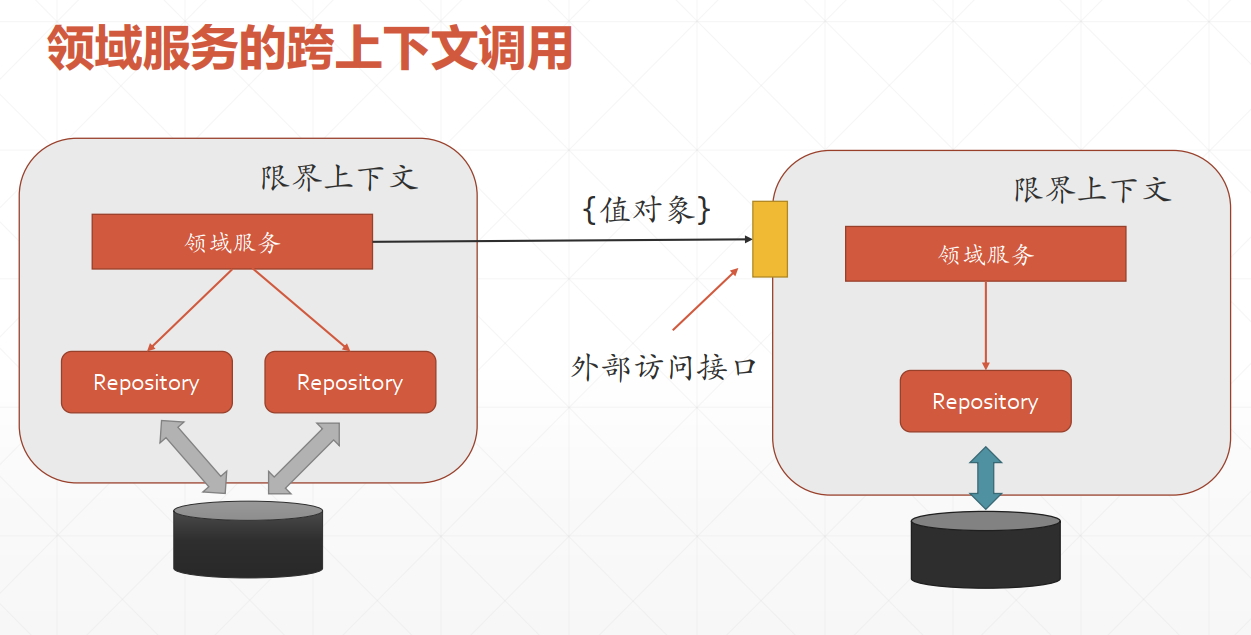 领域服务的跨上下文调用
限界上下文
限界上下文
{值对象}
领域服务
领域服务
外部访问接口
Repository
Repository
Repository